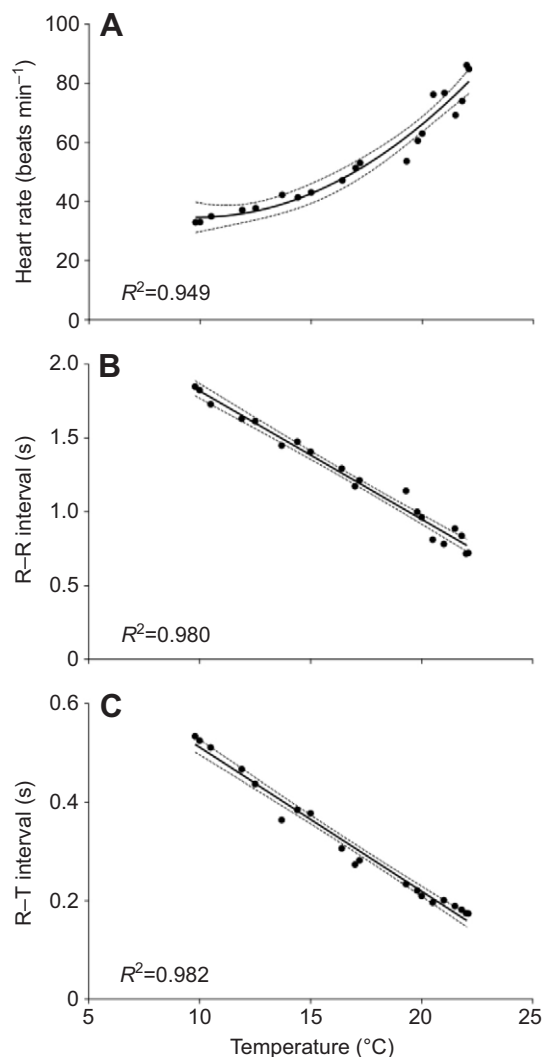 A
100
80
60
40
20
0
Heart rate (beats min−1)
R2=0.949
B
2.0
1.5
1.0
0.5
0
R–R interval (s)
R2=0.980
C
0.6
0.4
0.2
0
R–T interval (s)
R2=0.982
5 10 15 20 25
Temperature (°C)